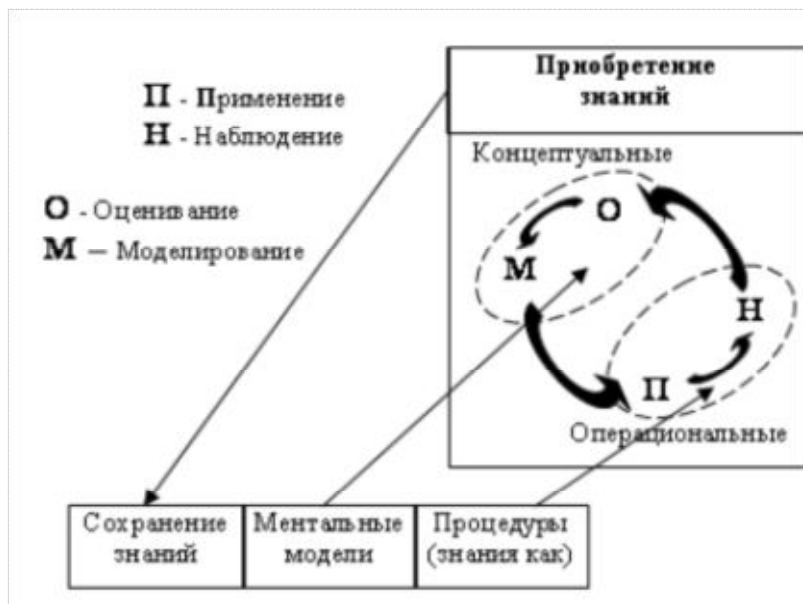 Приобретение
знаний
П - Применение
Н - Наблюдение
О - Оценивание
М — Моделирование
Концептуальные
О
М
Н
П
Операциональные
Сохранение
знаний
Ментальные
модели
Процедуры
(знания как)